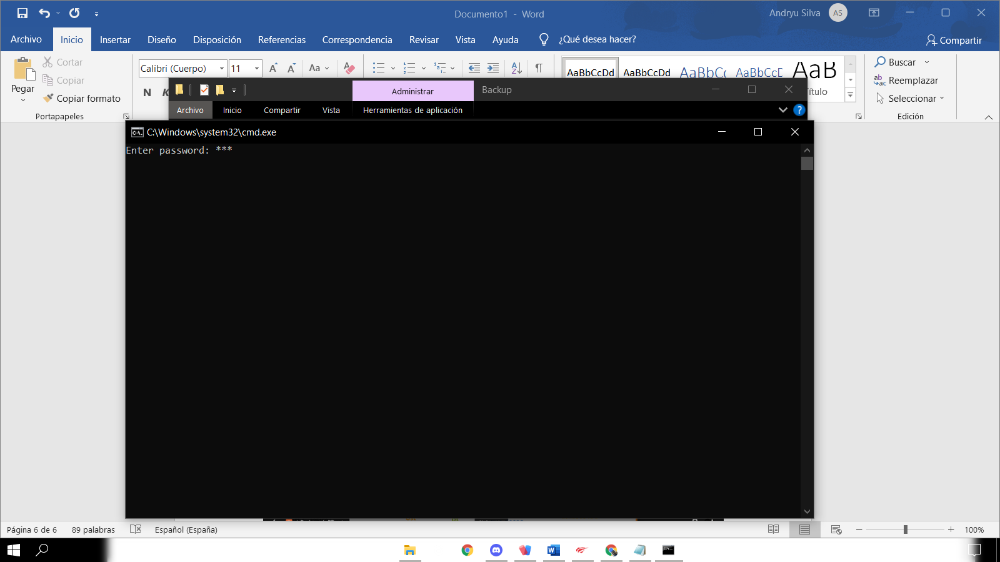 Documento1 - Word
Andryu Silva
AS
Archivo
Inicio
Insertar
Diseño
Disposición
Referencias
Correspondencia
Revisar
Vista
Ayuda
¿Qué desea hacer?
Compartir
Pegar
Cortar
Copiar
Copiar formato
Portapapeles
Calibri (Cuerpo)
11
Aa
N
K
AaBbCcDd
AaBbCcDd
AaBbCc
AaBbCcD
AaB
ítulo
Buscar
Reemplazar
Seleccionar
Edición
Administrar
Backup
Archivo
Inicio
Compartir
Vista
Herramientas de aplicación
C:\Windows\system32\cmd.exe
Enter password: ***
Página 6 de 6
89 palabras
Español (España)
100%